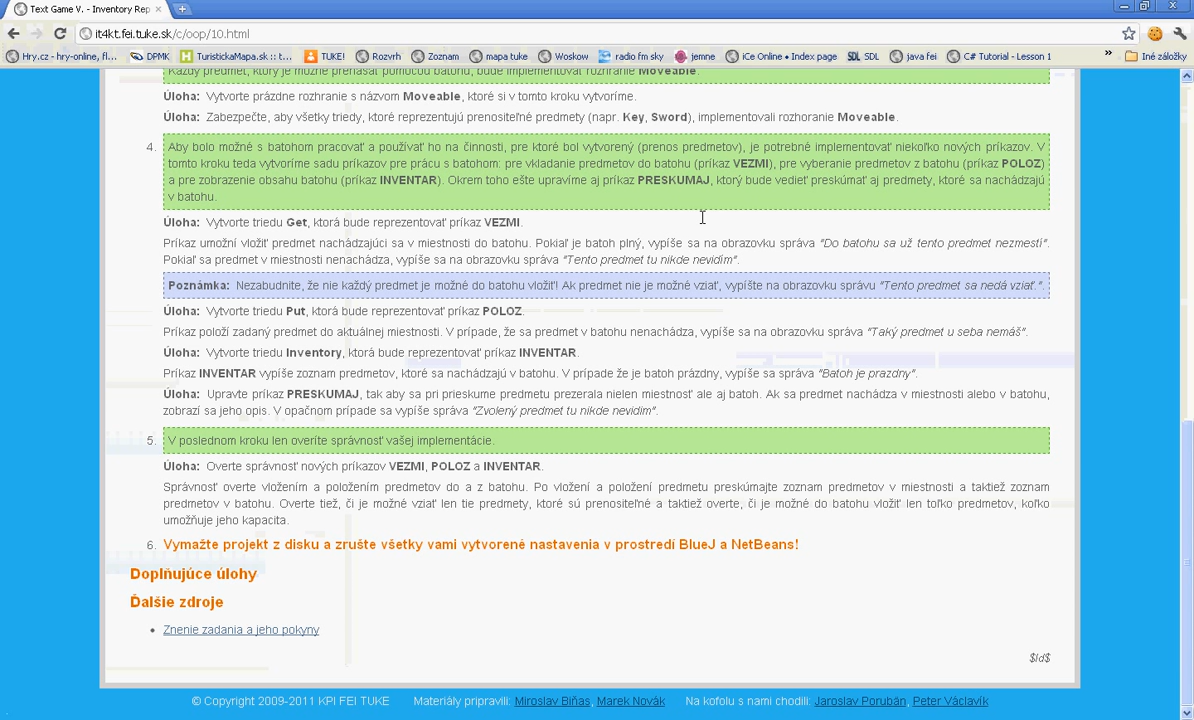 Text Game V. - Inventory Rep
it4kt.fei.tuke.sk/c/oop/10.html
Hry.cz - hry-online, fl... DPMK TuristickaMapa.sk :: t... TUKE! Rozvrh Zoznam mapa tuke Woskow radio fm sky jemne iCe Online • Index page SDL SDL java fei C# Tutorial - Lesson 1 » Iné záložky
Každý predmet, ktorý je možné prenášať pomocou batohu, bude implementovať rozhranie Moveable.
Úloha: Vytvorte prázdne rozhranie s názvom Moveable, ktoré si v tomto kroku vytvoríme.
Úloha: Zabezpečte, aby všetky triedy, ktoré reprezentujú prenositeľné predmety (napr. Key, Sword), implementovali rozhoranie Moveable.
4. Aby bolo možné s batohom pracovať a používať ho na činnosti, pre ktoré bol vytvorený (prenos predmetov), je potrebné implementovať niekoľko nových príkazov. V
tomto kroku teda vytvoríme sadu príkazov pre prácu s batohom: pre vkladanie predmetov do batohu (príkaz VEZMI), pre vyberanie predmetov z batohu (príkaz POLOZ)
a pre zobrazenie obsahu batohu (príkaz INVENTAR). Okrem toho ešte upravíme aj príkaz PRESKUMAJ, ktorý bude vedieť preskúmať aj predmety, ktoré sa nachádzajú
v batohu.
Úloha: Vytvorte triedu Get, ktorá bude reprezentovať príkaz VEZMI.
Príkaz umožní vložiť predmet nachádzajúci sa v miestnosti do batohu. Pokiaľ je batoh plný, vypíše sa na obrazovku správa "Do batohu sa už tento predmet nezmestí".
Pokiaľ sa predmet v miestnosti nenachádza, vypíše sa na obrazovku správa "Tento predmet tu nikde nevidím".
Poznámka: Nezabudnite, že nie každý predmet je možné do batohu vložiť! Ak predmet nie je možné vziať, vypíšte na obrazovku správu "Tento predmet sa nedá vziať.".
Úloha: Vytvorte triedu Put, ktorá bude reprezentovať príkaz POLOZ.
Príkaz položí zadaný predmet do aktuálnej miestnosti. V prípade, že sa predmet v batohu nenachádza, vypíše sa na obrazovku správa "Taký predmet u seba nemáš".
Úloha: Vytvorte triedu Inventory, ktorá bude reprezentovať príkaz INVENTAR.
Príkaz INVENTAR vypíše zoznam predmetov, ktoré sa nachádzajú v batohu. V prípade že je batoh prázdny, vypíše sa správa "Batoh je prazdny".
Úloha: Upravte príkaz PRESKUMAJ, tak aby sa pri prieskume predmetu prezerala nielen miestnosť ale aj batoh. Ak sa predmet nachádza v miestnosti alebo v batohu,
zobrazí sa jeho opis. V opačnom prípade sa vypíše správa "Zvolený predmet tu nikde nevidim".
5. V poslednom kroku len overíte správnosť vašej implementácie.
Úloha: Overte správnosť nových príkazov VEZMI, POLOZ a INVENTAR.
Správnosť overte vložením a položením predmetov do a z batohu. Po vložení a položení predmetu preskúmajte zoznam predmetov v miestnosti a taktiež zoznam
predmetov v batohu. Overte tiež, či je možné vziať len tie predmety, ktoré sú prenositeľné a taktiež overte, či je možné do batohu vložiť len toľko predmetov, koľko
umožňuje jeho kapacita.
6. Vymažte projekt z disku a zrušte všetky vami vytvorené nastavenia v prostredí BlueJ a NetBeans!
Doplňujúce úlohy
Ďalšie zdroje
• Znenie zadania a jeho pokyny
$Id$
© Copyright 2009-2011 KPI FEI TUKE Materiály pripravili: Miroslav Biňas, Marek Novák Na kofolu s nami chodili: Jaroslav Porubän, Peter Václavík